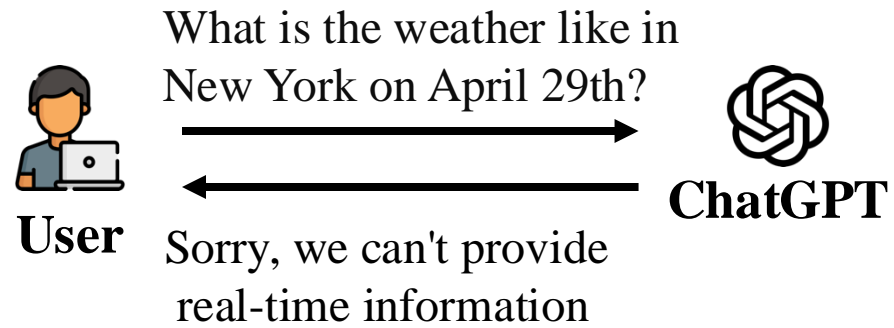 What is the weather like in
New York on April 29th?
User
ChatGPT
Sorry, we can't provide
real-time information